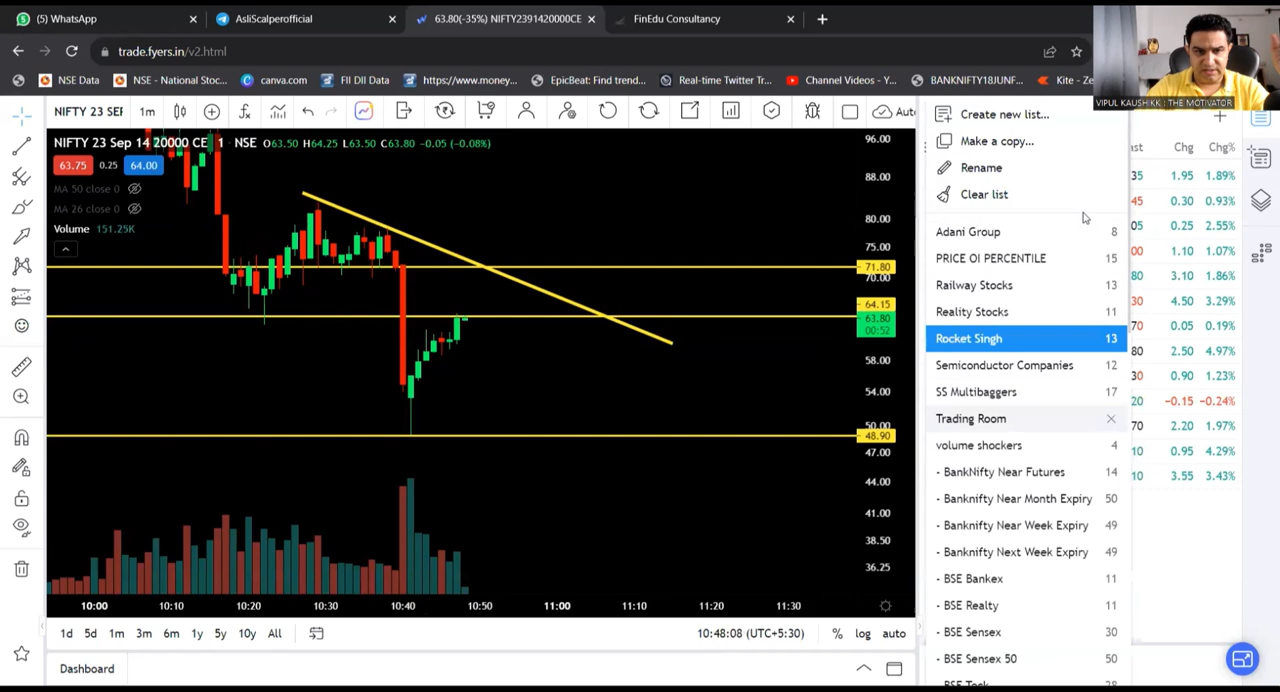 (5) WhatsApp
AsliScalperofficial
63.80(-35%) NIFTY2391420000CE
FinEdu Consultancy
trade.fyers.in/v2.html
NSE Data
NSE - National Stoc...
canva.com
FII DII Data
https://www.money...
EpicBeat: Find trend...
Real-time Twitter Tr...
Channel Videos - Y...
BANKNIFTY18JUNF...
Kite - Ze
VIPUL KAUSHIKK : THE MOTIVATOR
NIFTY 23 SEP
1m
Auto
NIFTY 23 Sep 14 20000 CE 1 NSE O63.50 H64.25 L63.50 C63.80 -0.05 (-0.08%)
63.75 0.25 64.00
MA 50 close 0
MA 26 close 0
Volume 151.25K
96.00
88.00
80.00
75.00
71.80
70.00
64.15
63.80
00:52
58.00
54.00
50.00
48.90
47.00
44.00
41.00
38.50
36.25
10:00 10:10 10:20 10:30 10:40 10:50 11:00 11:10 11:20 11:30
1d 5d 1m 3m 6m 1y 5y 10y All
10:48:08 (UTC+5:30) % log auto
Dashboard
Create new list...
Make a copy...
Rename
Clear list
Adani Group 8
PRICE OI PERCENTILE 15
Railway Stocks 13
Reality Stocks 11
Rocket Singh 13
Semiconductor Companies 12
SS Multibaggers 17
Trading Room
volume shockers 4
- BankNifty Near Futures 14
- Banknifty Near Month Expiry 50
- Banknifty Near Week Expiry 49
- Banknifty Next Week Expiry 49
- BSE Bankex 11
- BSE Realty 11
- BSE Sensex 30
- BSE Sensex 50 50
- BSE Teck 28
ast Chg Chg%
35 1.95 1.89%
45 0.30 0.93%
05 0.25 2.55%
00 1.10 1.07%
80 3.10 1.86%
30 4.50 3.29%
70 0.05 0.19%
80 2.50 4.97%
30 0.90 1.23%
20 −0.15 −0.24%
70 2.20 1.97%
10 0.95 4.29%
10 3.55 3.43%